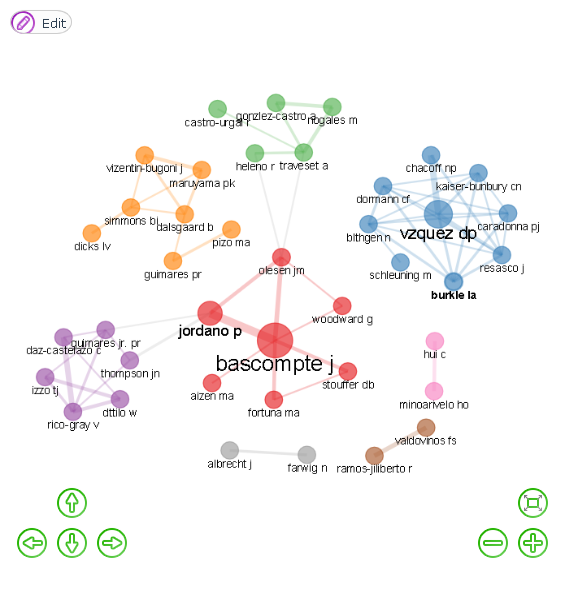 Edit
castro-urgal r
gonzlez-castro a
nogales m
heleno r
traveset a
vizentin-bugoni j
maruyama pk
simmons bi
dalsgaard b
dicks lv
pizo ma
guimares pr
chacoff np
kaiser-bunbury cn
dormann cf
vzquez dp
caradonna pj
blthgen n
resasco j
schleuning m
burkle la
olesen jm
woodward g
jordano p
bascompte j
stouffer db
aizen ma
fortuna ma
guimares jr. pr
daz-castelazo c
thompson jn
izzo tj
dttilo w
rico-gray v
hui c
minoarivelo ho
valdovinos fs
ramos-jiliberto r
albrecht j
farwig n